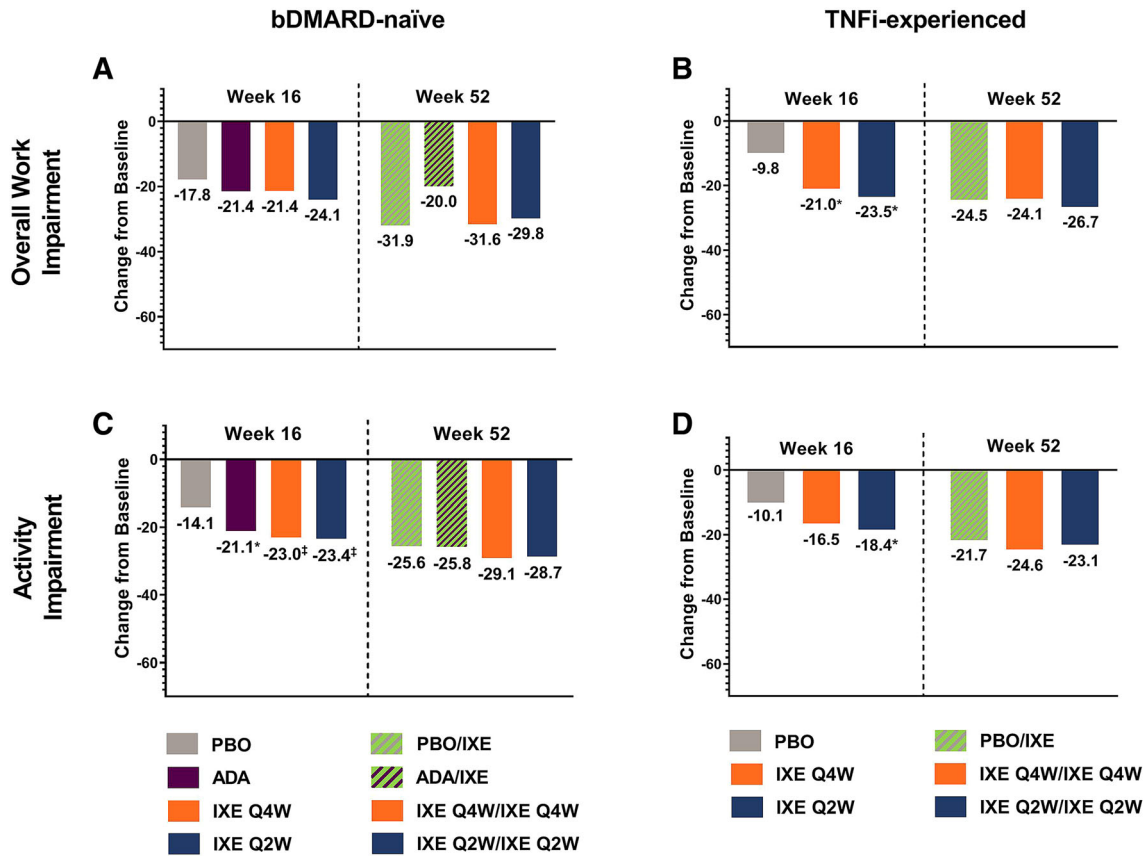 bDMARD-naïve
TNFi-experienced
Overall Work
Impairment
A
Week 16
Week 52
Change from Baseline
0
-20
-40
-60
-17.8
-21.4
-21.4
-24.1
-31.9
-20.0
-31.6
-29.8
B
Week 16
Week 52
Change from Baseline
0
-20
-40
-60
-9.8
-21.0*
-23.5*
-24.5
-24.1
-26.7
Activity
Impairment
C
Week 16
Week 52
Change from Baseline
0
-20
-40
-60
-14.1
-21.1*
-23.0‡
-23.4‡
-25.6
-25.8
-29.1
-28.7
D
Week 16
Week 52
Change from Baseline
0
-20
-40
-60
-10.1
-16.5
-18.4*
-21.7
-24.6
-23.1
PBO
ADA
IXE Q4W
IXE Q2W
PBO/IXE
ADA/IXE
IXE Q4W/IXE Q4W
IXE Q2W/IXE Q2W
PBO
IXE Q4W
IXE Q2W
PBO/IXE
IXE Q4W/IXE Q4W
IXE Q2W/IXE Q2W